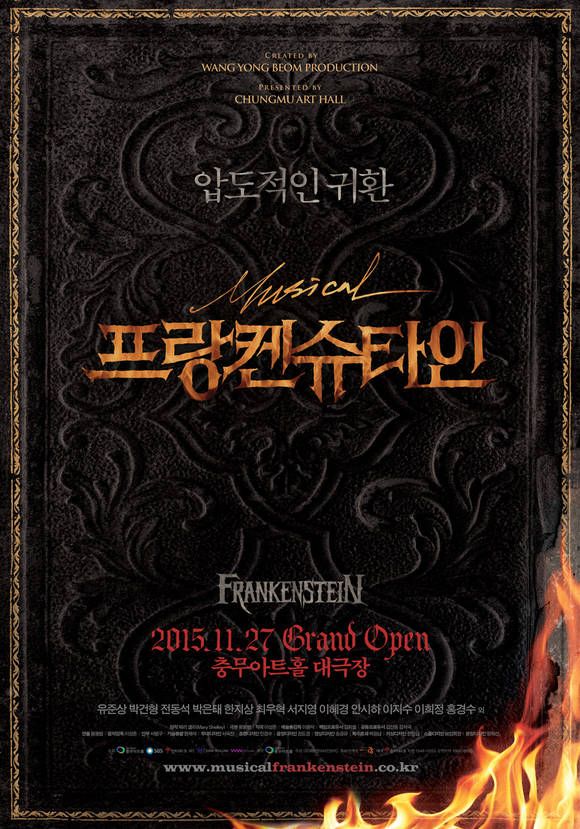 CREATED BY
WANG YONG BEOM PRODUCTION
PRESENTED BY
CHUNGMU ART HALL
압도적인 귀환
Musical
프랑켄슈타인
FRANKENSTEIN
2015.11.27 Grand Open
충무아트홀 대극장
유준상 박건형 전동석 박은태 한지상 최우혁 서지영 이혜경 안시하 이지수 이희정 홍경수 외
www.musicalfrankenstein.co.kr